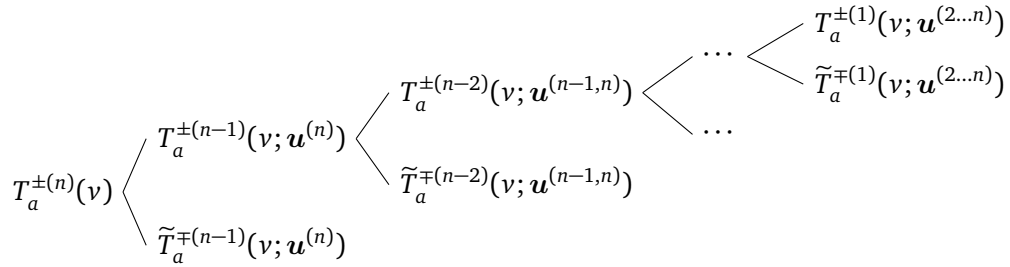 T_a^{±(n)}(v)
T_a^{±(n−1)}(v; u^{(n)})
T̃_a^{∓(n−1)}(v; u^{(n)})
T_a^{±(n−2)}(v; u^{(n−1,n)})
T̃_a^{∓(n−2)}(v; u^{(n−1,n)})
⋯
⋯
T_a^{±(1)}(v; u^{(2...n)})
T̃_a^{∓(1)}(v; u^{(2...n)})